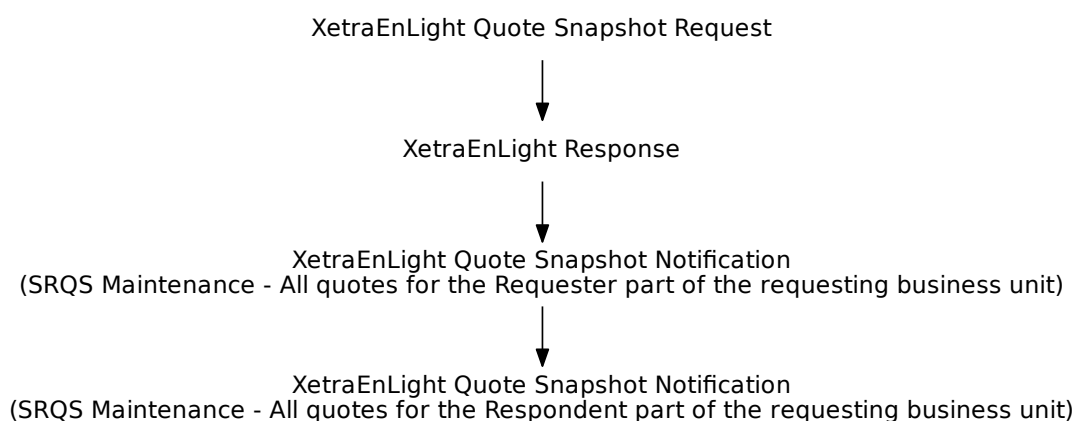 XetraEnLight Quote Snapshot Request
XetraEnLight Response
XetraEnLight Quote Snapshot Notification
(SRQS Maintenance - All quotes for the Requester part of the requesting business unit)
XetraEnLight Quote Snapshot Notification
(SRQS Maintenance - All quotes for the Respondent part of the requesting business unit)